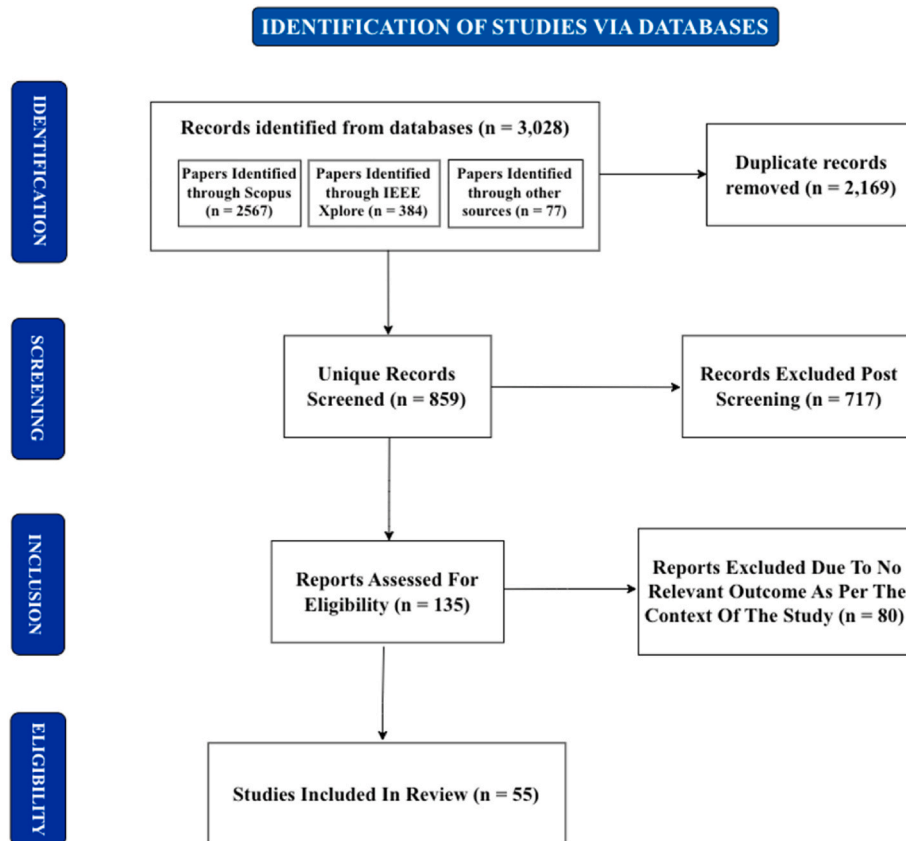 IDENTIFICATION OF STUDIES VIA DATABASES
IDENTIFICATION
Records identified from databases (n = 3,028)
Papers Identified
through Scopus
(n = 2567)
Papers Identified
through IEEE
Xplore (n = 384)
Papers Identified
through other
sources (n = 77)
Duplicate records
removed (n = 2,169)
SCREENING
Unique Records
Screened (n = 859)
Records Excluded Post
Screening (n = 717)
INCLUSION
Reports Assessed For
Eligibility (n = 135)
Reports Excluded Due To No
Relevant Outcome As Per The
Context Of The Study (n = 80)
ELIGIBILITY
Studies Included In Review (n = 55)